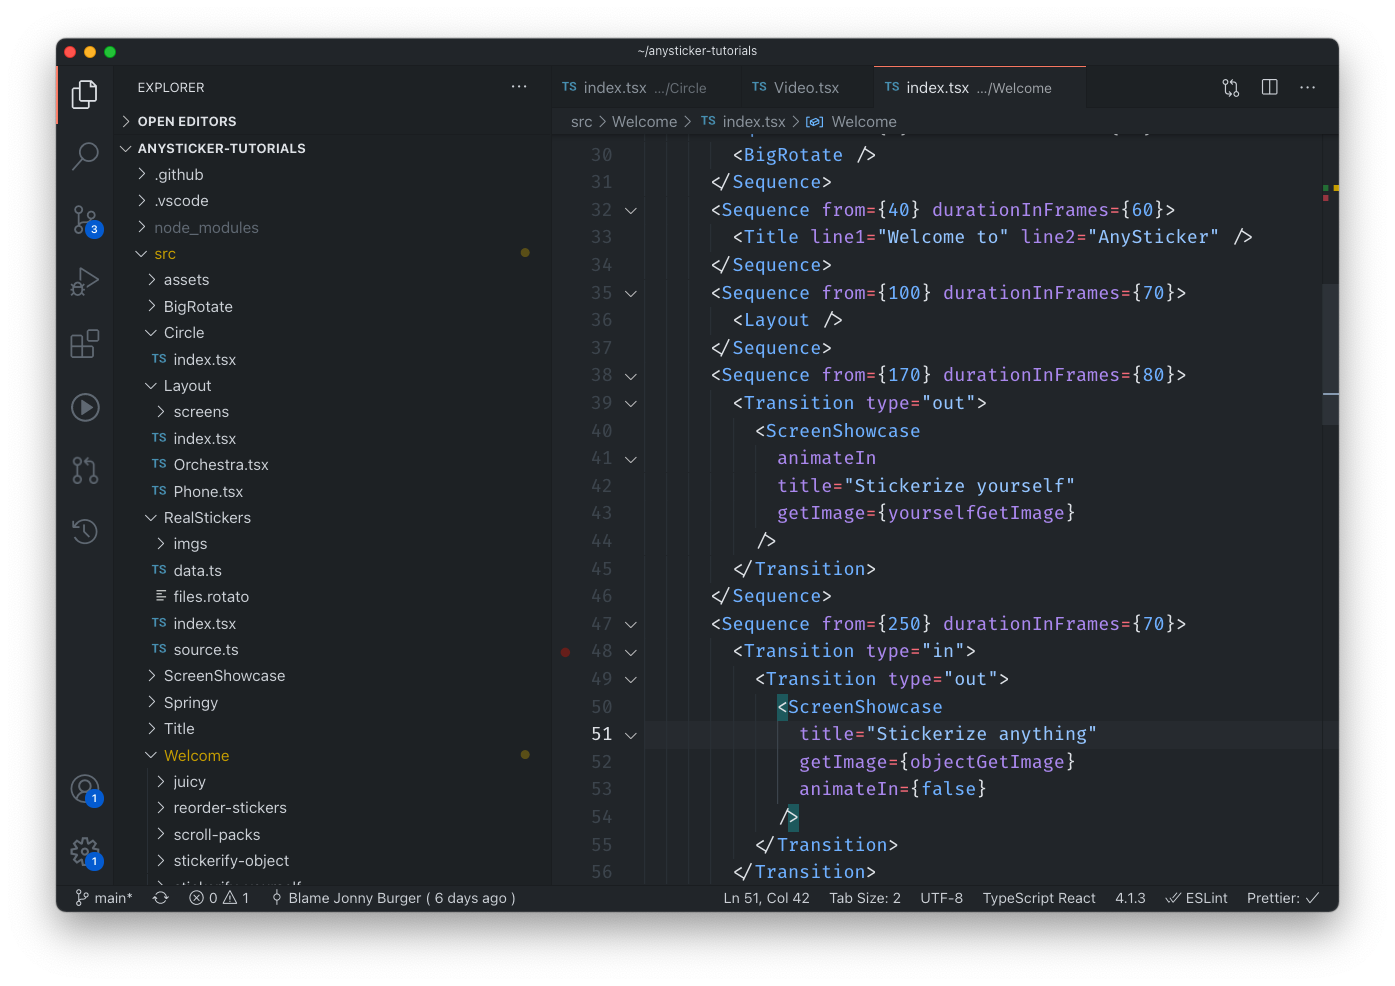 ~/anysticker-tutorials
EXPLORER
OPEN EDITORS
ANYSTICKER-TUTORIALS
.github
.vscode
node_modules
src
assets
BigRotate
Circle
TS index.tsx
Layout
screens
TS index.tsx
TS Orchestra.tsx
TS Phone.tsx
RealStickers
imgs
TS data.ts
files.rotato
TS index.tsx
TS source.ts
ScreenShowcase
Springy
Title
Welcome
juicy
reorder-stickers
scroll-packs
stickerify-object
3
1
1
TS index.tsx .../Circle
TS Video.tsx
TS index.tsx .../Welcome
src > Welcome > TS index.tsx > Welcome
30 <BigRotate />
31 </Sequence>
32 <Sequence from={40} durationInFrames={60}>
33 <Title line1="Welcome to" line2="AnySticker" />
34 </Sequence>
35 <Sequence from={100} durationInFrames={70}>
36 <Layout />
37 </Sequence>
38 <Sequence from={170} durationInFrames={80}>
39 <Transition type="out">
40 <ScreenShowcase
41 animateIn
42 title="Stickerize yourself"
43 getImage={yourselfGetImage}
44 />
45 </Transition>
46 </Sequence>
47 <Sequence from={250} durationInFrames={70}>
48 <Transition type="in">
49 <Transition type="out">
50 <ScreenShowcase
51 title="Stickerize anything"
52 getImage={objectGetImage}
53 animateIn={false}
54 />
55 </Transition>
56 </Transition>
main* 0 1 Blame Jonny Burger ( 6 days ago ) Ln 51, Col 42 Tab Size: 2 UTF-8 TypeScript React 4.1.3 ESLint Prettier: